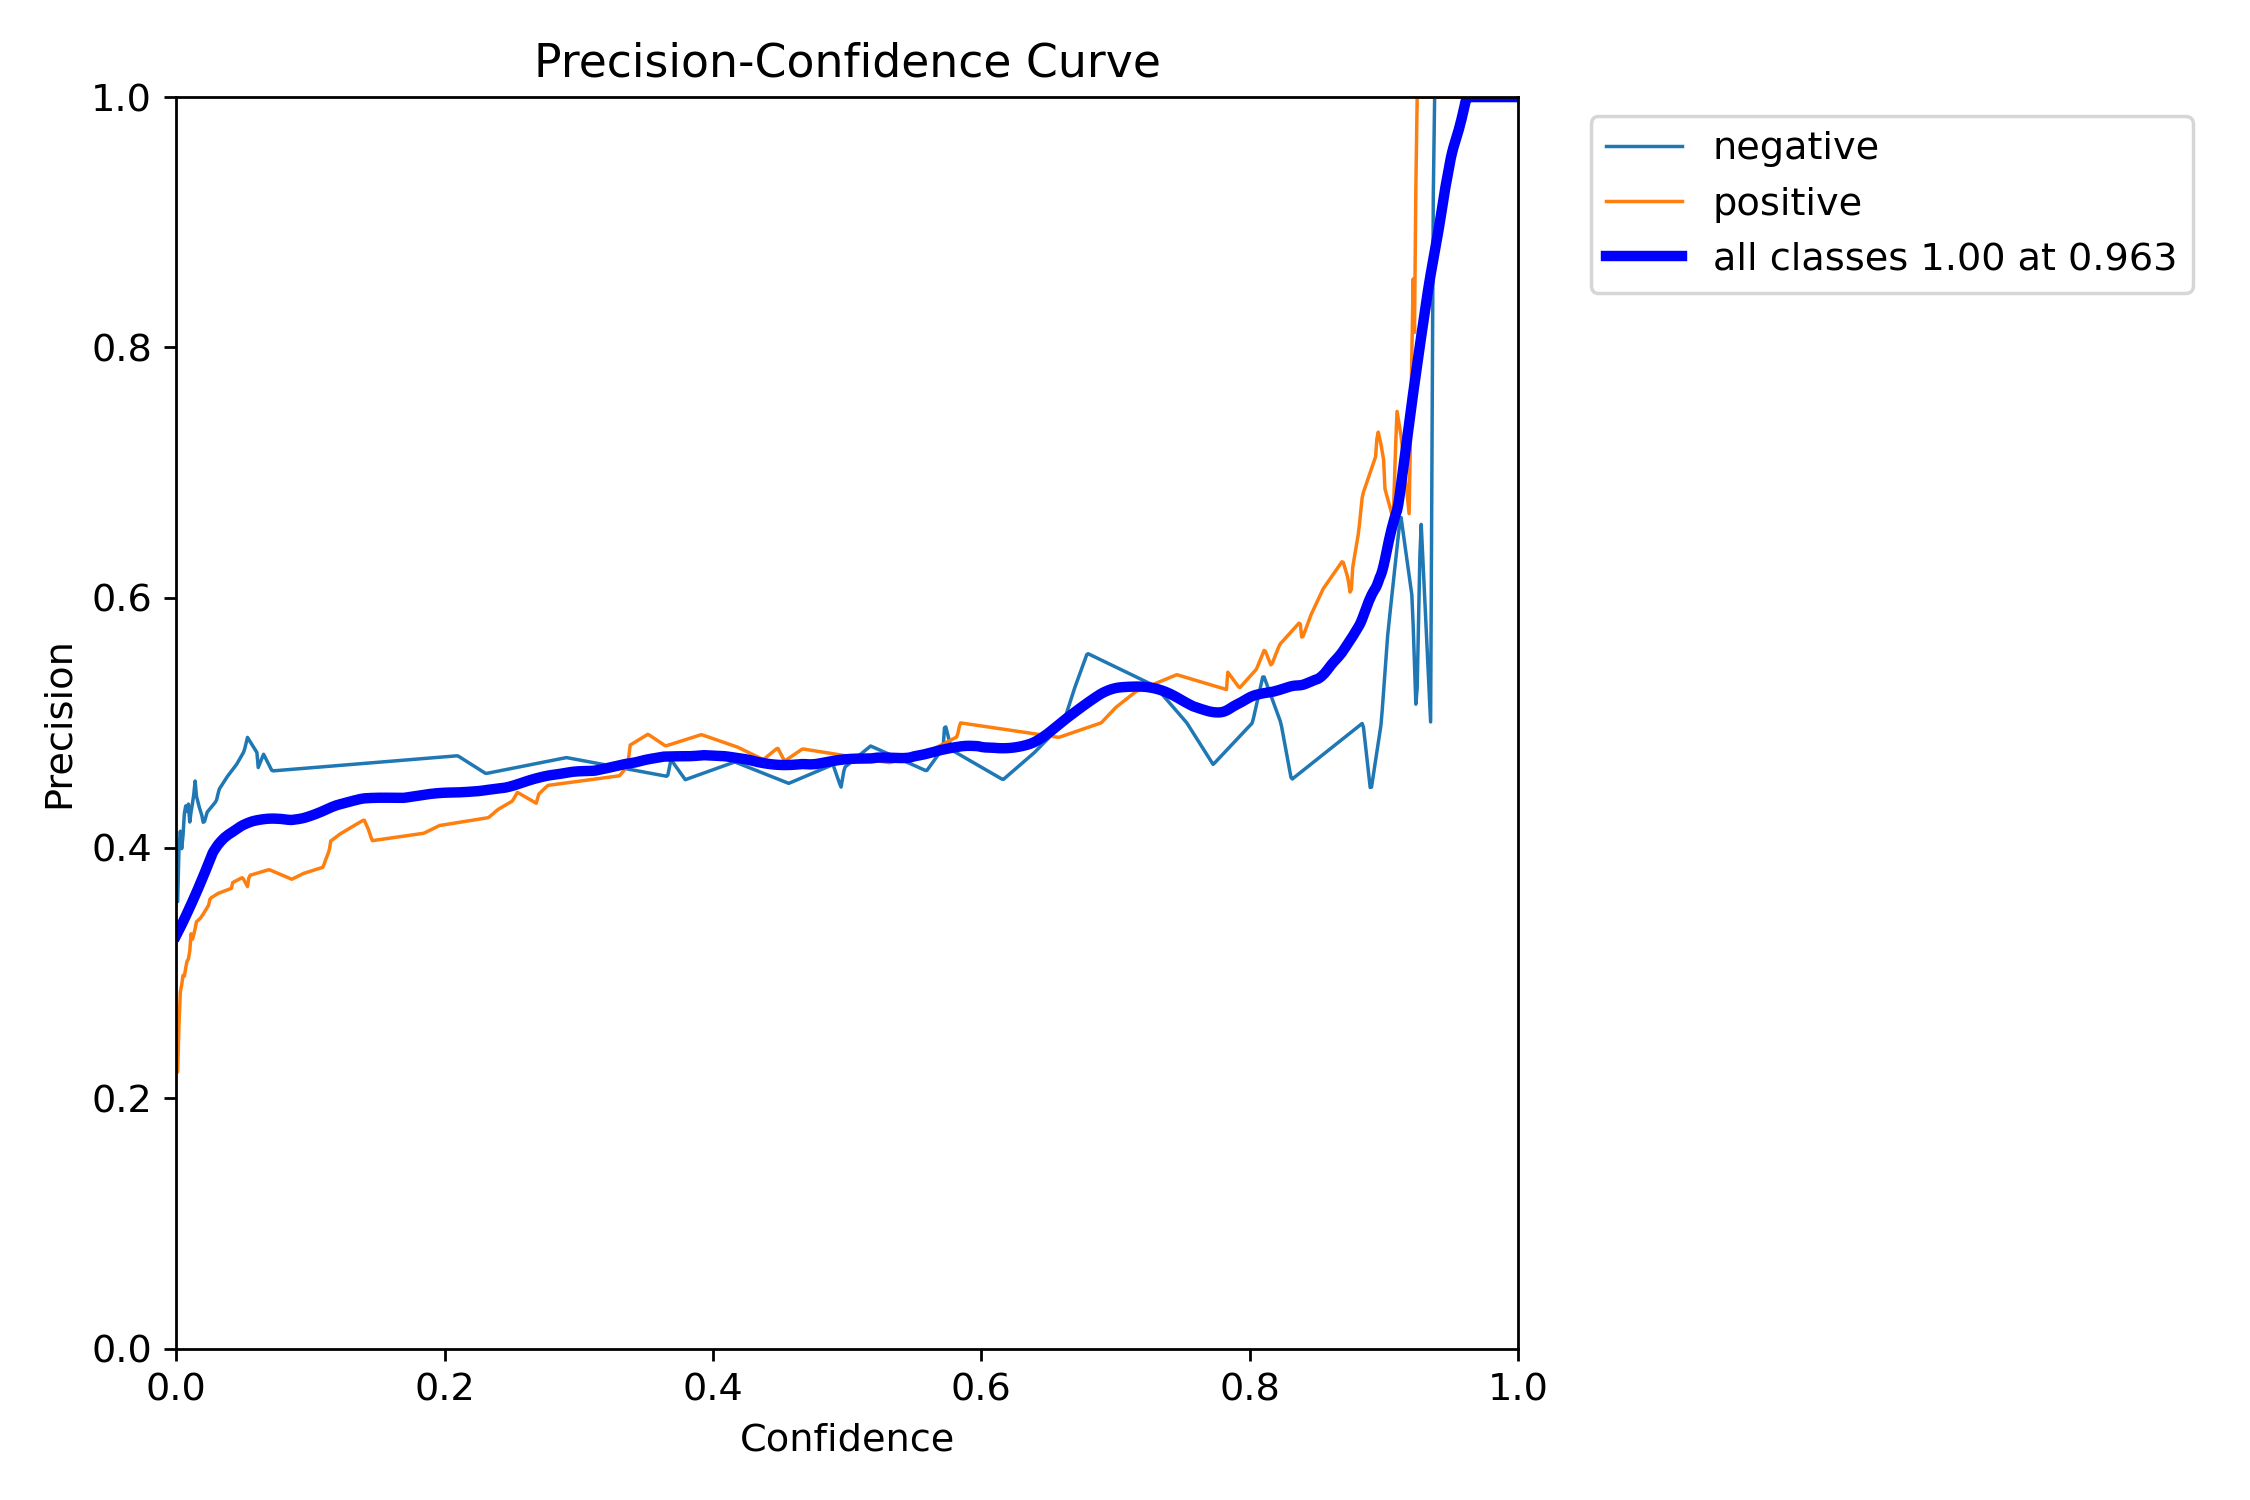 Precision-Confidence Curve
1.0
0.8
0.6
0.4
0.2
0.0
Precision
0.0 0.2 0.4 0.6 0.8 1.0
Confidence
negative
positive
all classes 1.00 at 0.963